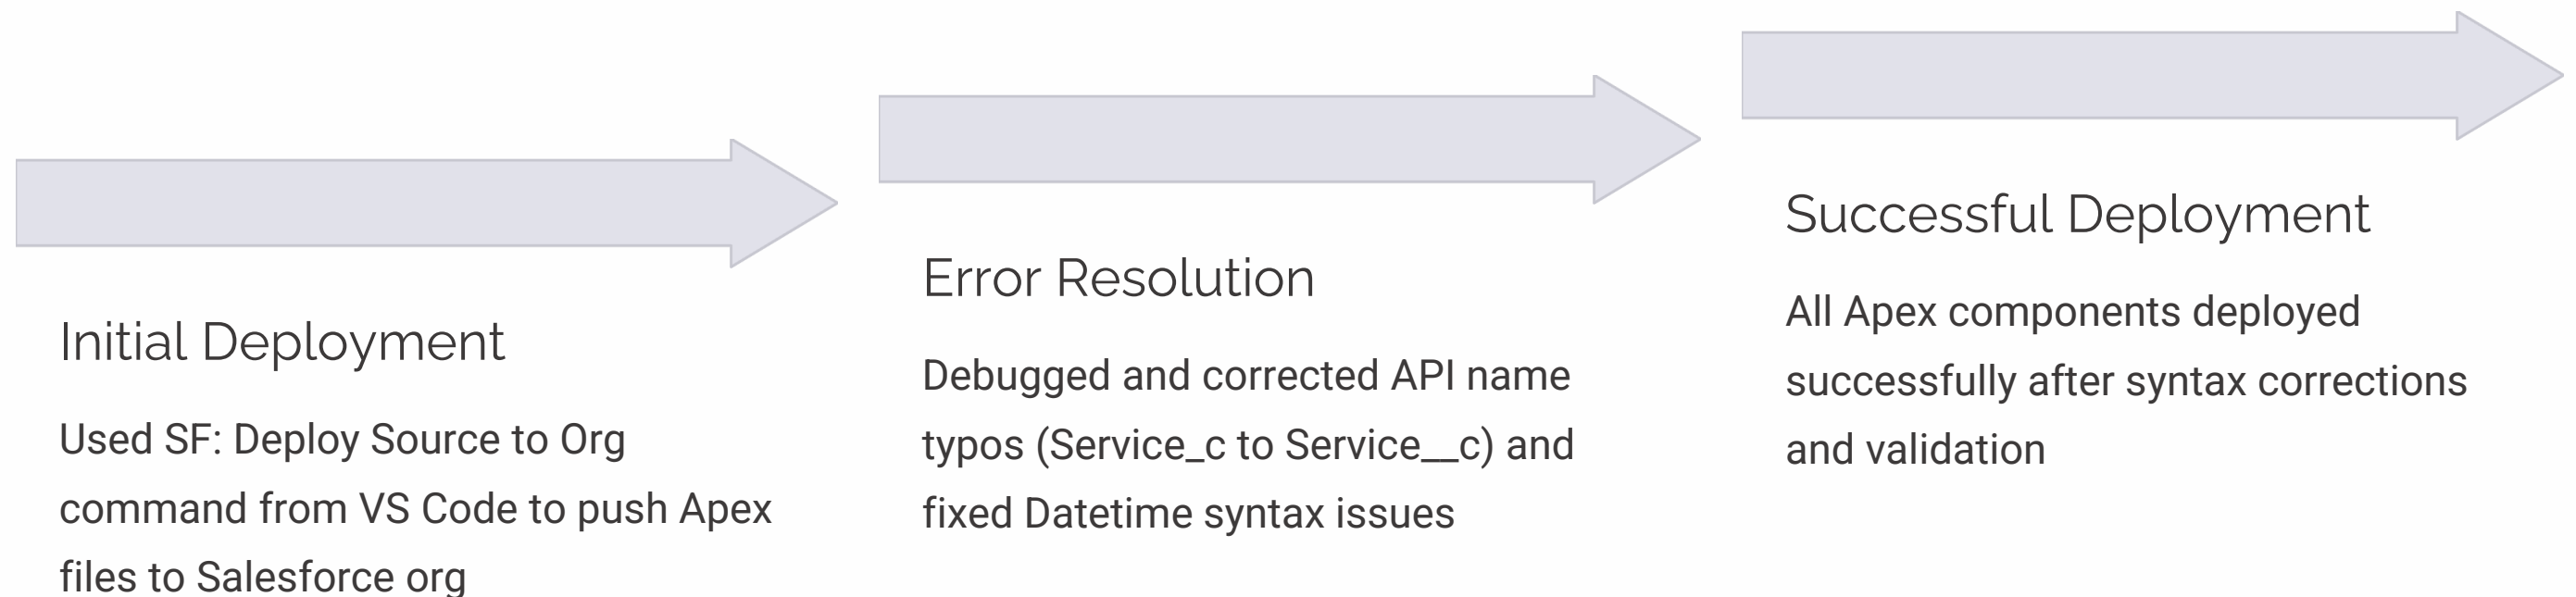 Initial Deployment
Used SF: Deploy Source to Org
command from VS Code to push Apex
files to Salesforce org
Error Resolution
Debugged and corrected API name
typos (Service_c to Service__c) and
fixed Datetime syntax issues
Successful Deployment
All Apex components deployed
successfully after syntax corrections
and validation